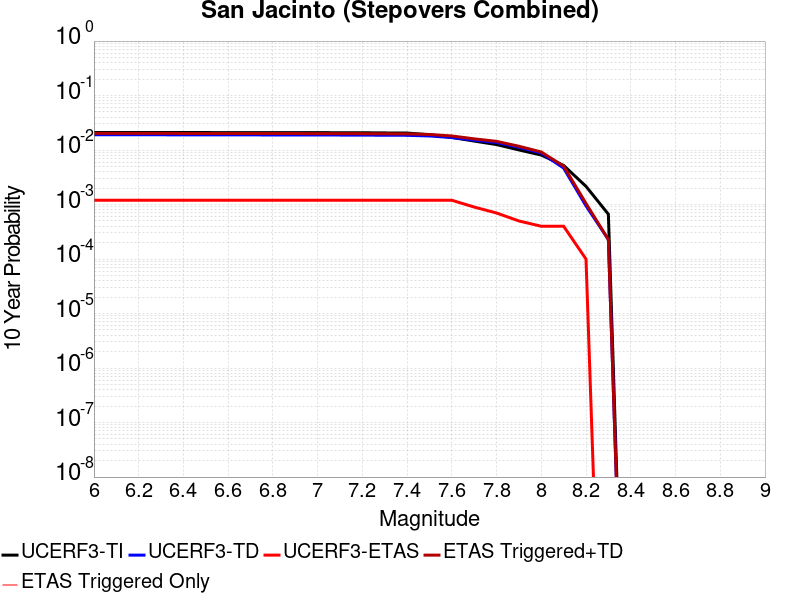 San Jacinto (Stepovers Combined)
10^0
10^-1
10^-2
10^-3
10^-4
10^-5
10^-6
10^-7
10^-8
10 Year Probability
6 6.2 6.4 6.6 6.8 7 7.2 7.4 7.6 7.8 8 8.2 8.4 8.6 8.8 9
Magnitude
UCERF3-TI UCERF3-TD UCERF3-ETAS ETAS Triggered+TD
ETAS Triggered Only